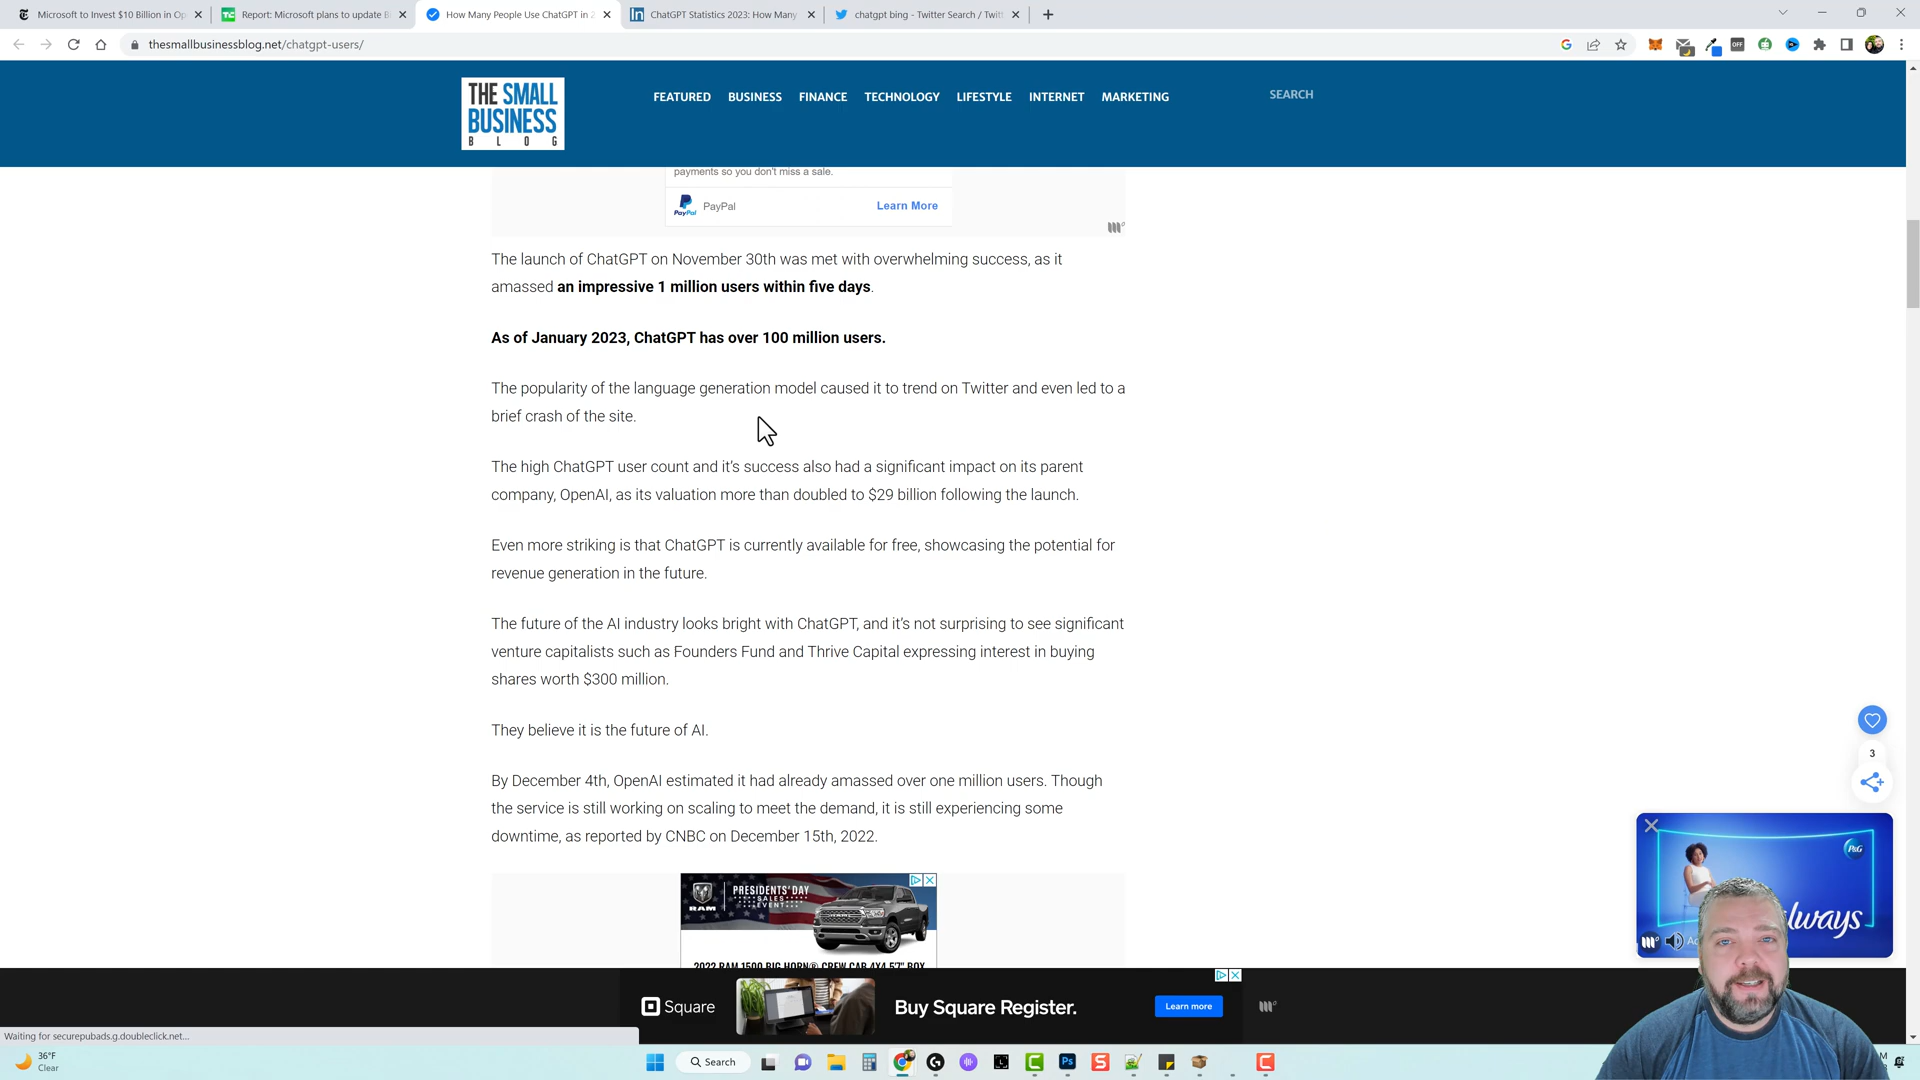 Microsoft to Invest $10 Billion in Op
Report: Microsoft plans to update B
How Many People Use ChatGPT in 2
ChatGPT Statistics 2023: How Many
chatgpt bing - Twitter Search / Twitt
thesmallbusinessblog.net/chatgpt-users/
THE SMALL
BUSINESS
BLOG
FEATURED BUSINESS FINANCE TECHNOLOGY LIFESTYLE INTERNET MARKETING
SEARCH
payments so you don't miss a sale.
PayPal
PayPal
Learn More
The launch of ChatGPT on November 30th was met with overwhelming success, as it
amassed an impressive 1 million users within five days.
As of January 2023, ChatGPT has over 100 million users.
The popularity of the language generation model caused it to trend on Twitter and even led to a
brief crash of the site.
The high ChatGPT user count and it's success also had a significant impact on its parent
company, OpenAI, as its valuation more than doubled to $29 billion following the launch.
Even more striking is that ChatGPT is currently available for free, showcasing the potential for
revenue generation in the future.
The future of the AI industry looks bright with ChatGPT, and it's not surprising to see significant
venture capitalists such as Founders Fund and Thrive Capital expressing interest in buying
shares worth $300 million.
They believe it is the future of AI.
By December 4th, OpenAI estimated it had already amassed over one million users. Though
the service is still working on scaling to meet the demand, it is still experiencing some
downtime, as reported by CNBC on December 15th, 2022.
3
P&G
always
RAM
PRESIDENTS' DAY
SALES
EVENT
2022 RAM 1500 BIG HORN® CREW CAB 4X4 5'7" BOX
Square
Buy Square Register.
Learn more
Waiting for securepubads.g.doubleclick.net...
36°F
Clear
Search